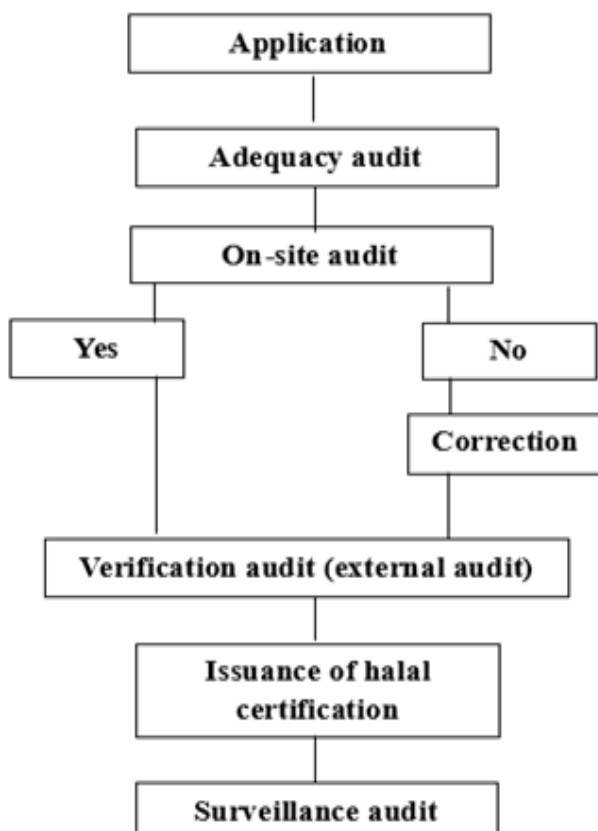 Application
Adequacy audit
On-site audit
Yes
No
Correction
Verification audit (external audit)
Issuance of halal
certification
Surveillance audit